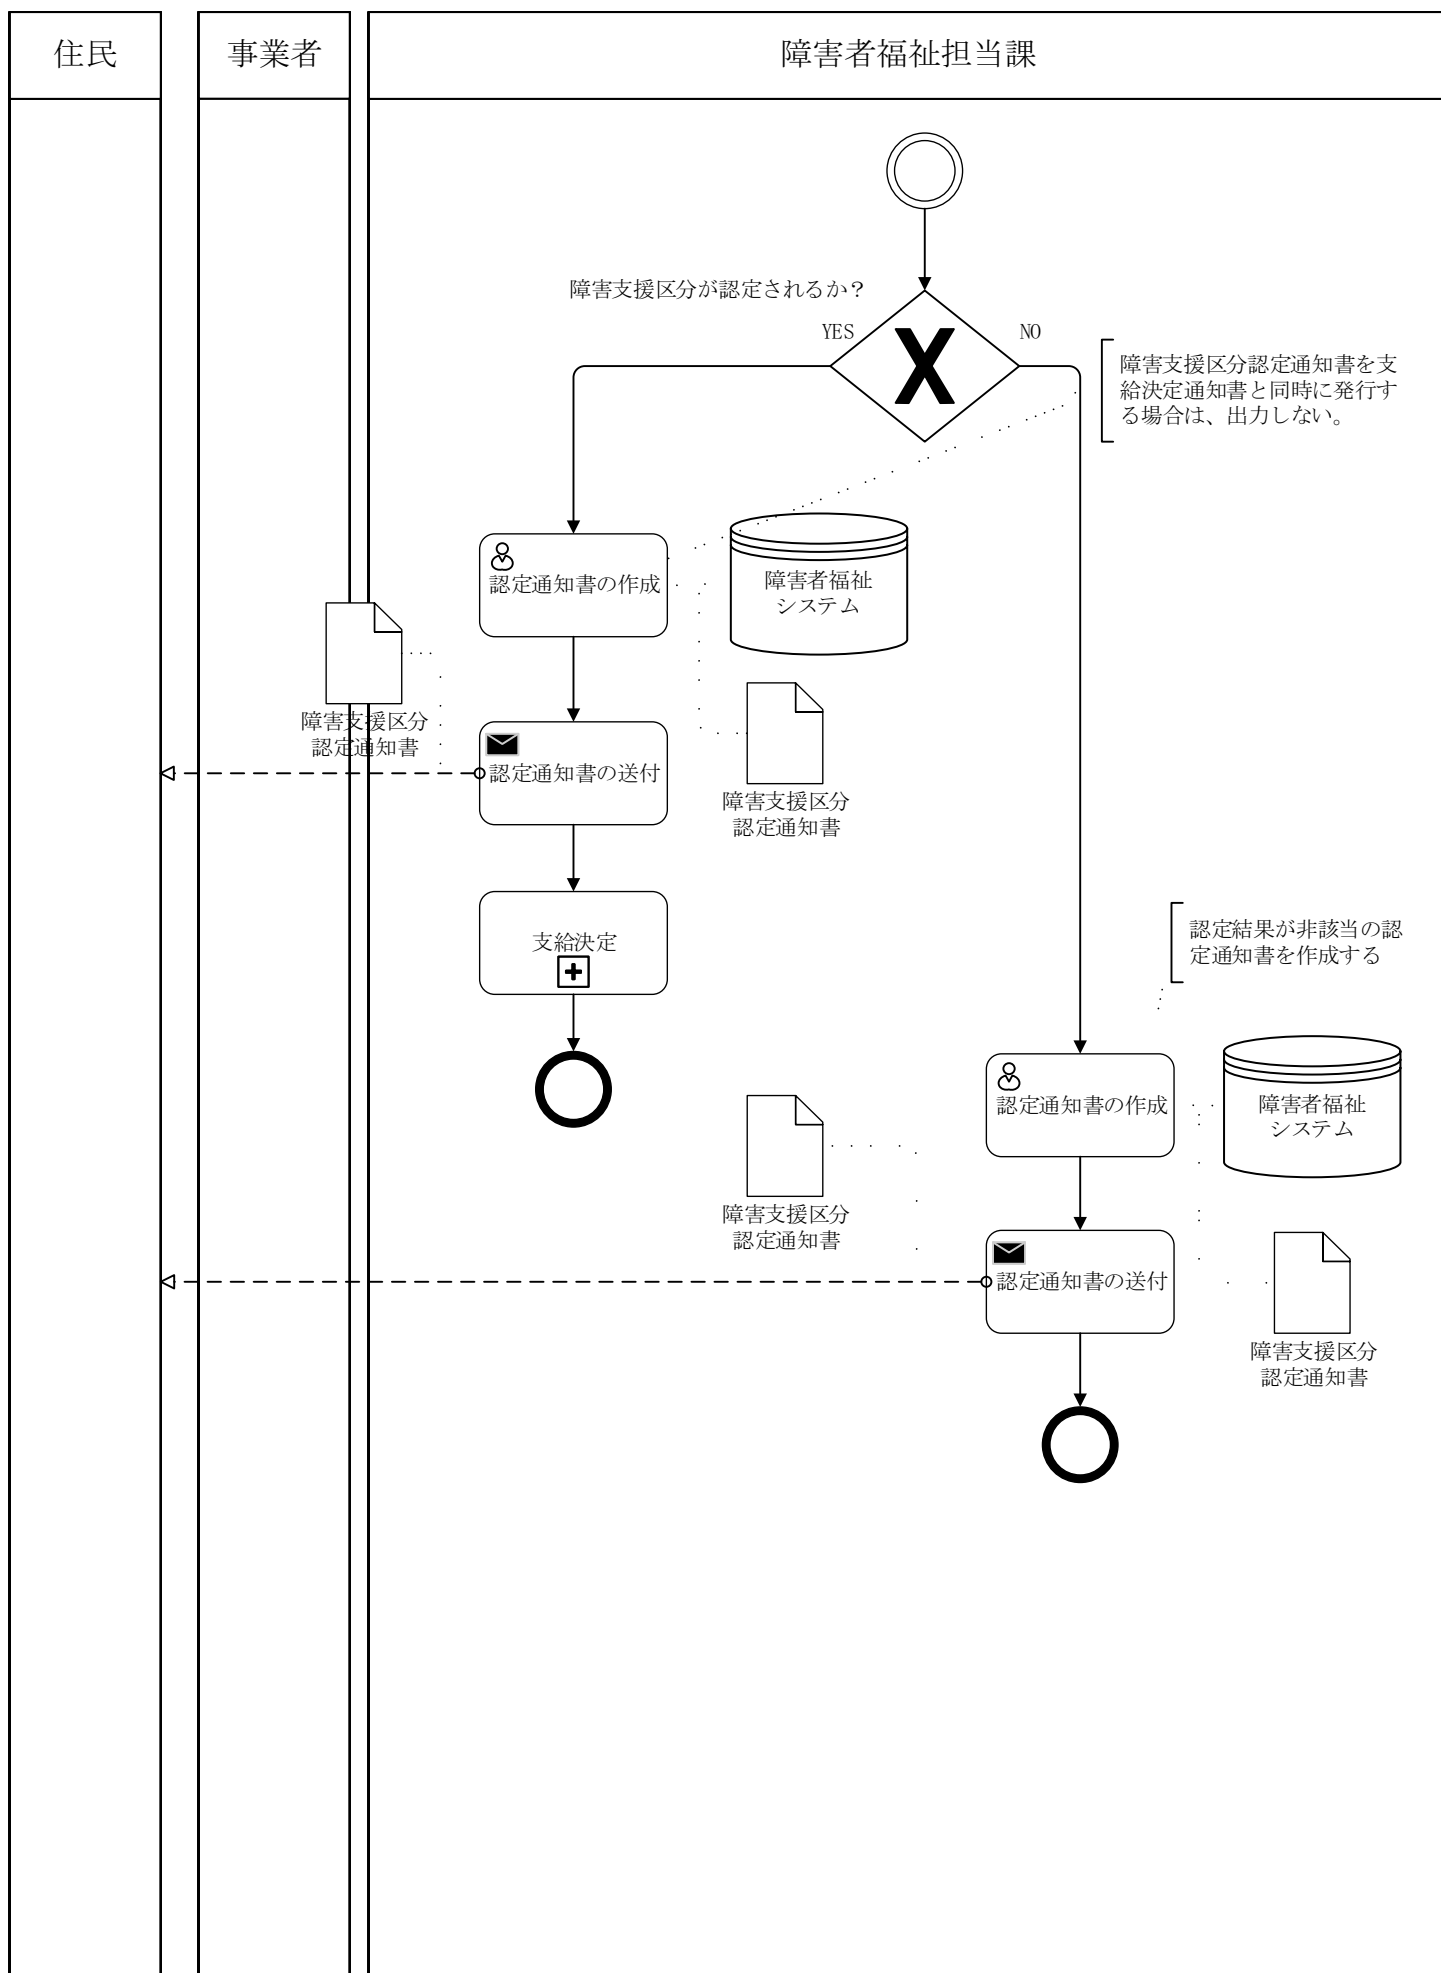 住民
事業者
障害者福祉担当課
障害支援区分が認定されるか？
YES
NO
障害支援区分認定通知書を支
給決定通知書と同時に発行す
る場合は、出力しない。
認定通知書の作成
障害者福祉
システム
障害支援区分
認定通知書
認定通知書の送付
障害支援区分
認定通知書
支給決定
認定結果が非該当の認
定通知書を作成する
認定通知書の作成
障害者福祉
システム
障害支援区分
認定通知書
認定通知書の送付
障害支援区分
認定通知書